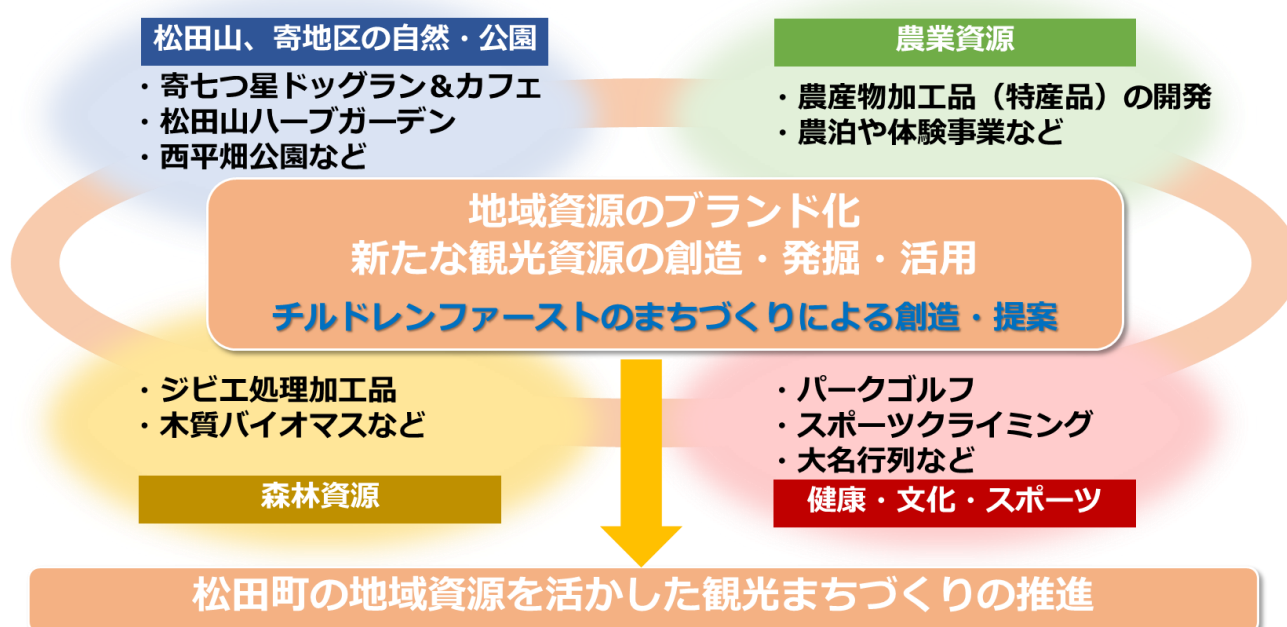 松田山、寄地区の自然・公園
・寄七つ星ドッグラン＆カフェ
・松田山ハーブガーデン
・西平畑公園など
農業資源
・農産物加工品（特産品）の開発
・農泊や体験事業など
地域資源のブランド化
新たな観光資源の創造・発掘・活用
チルドレンファーストのまちづくりによる創造・提案
・ジビエ処理加工品
・木質バイオマスなど
森林資源
・パークゴルフ
・スポーツクライミング
・大名行列など
健康・文化・スポーツ
松田町の地域資源を活かした観光まちづくりの推進